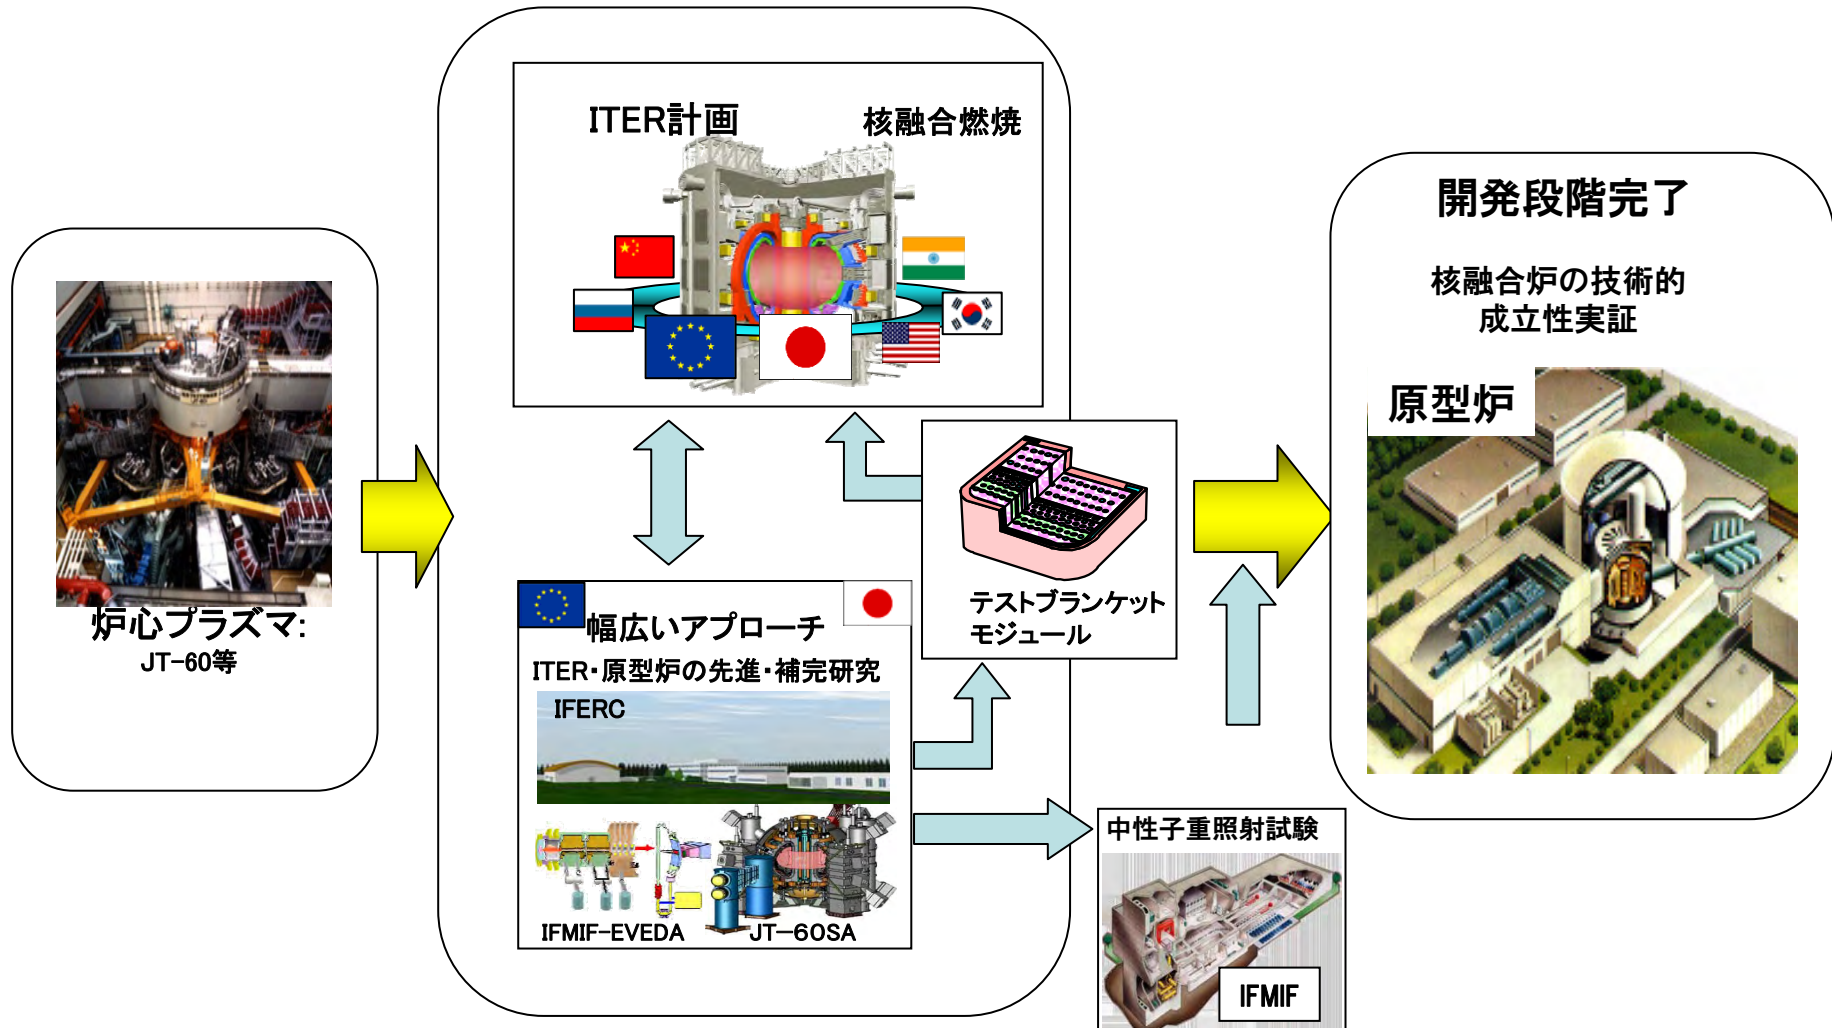 ITER計画
核融合燃焼
開発段階完了
核融合炉の技術的
成立性実証
原型炉
炉心プラズマ:
JT-60等
テストブランケット
モジュール
幅広いアプローチ
ITER・原型炉の先進・補完研究
IFERC
IFMIF-EVEDA
JT-60SA
中性子重照射試験
IFMIF